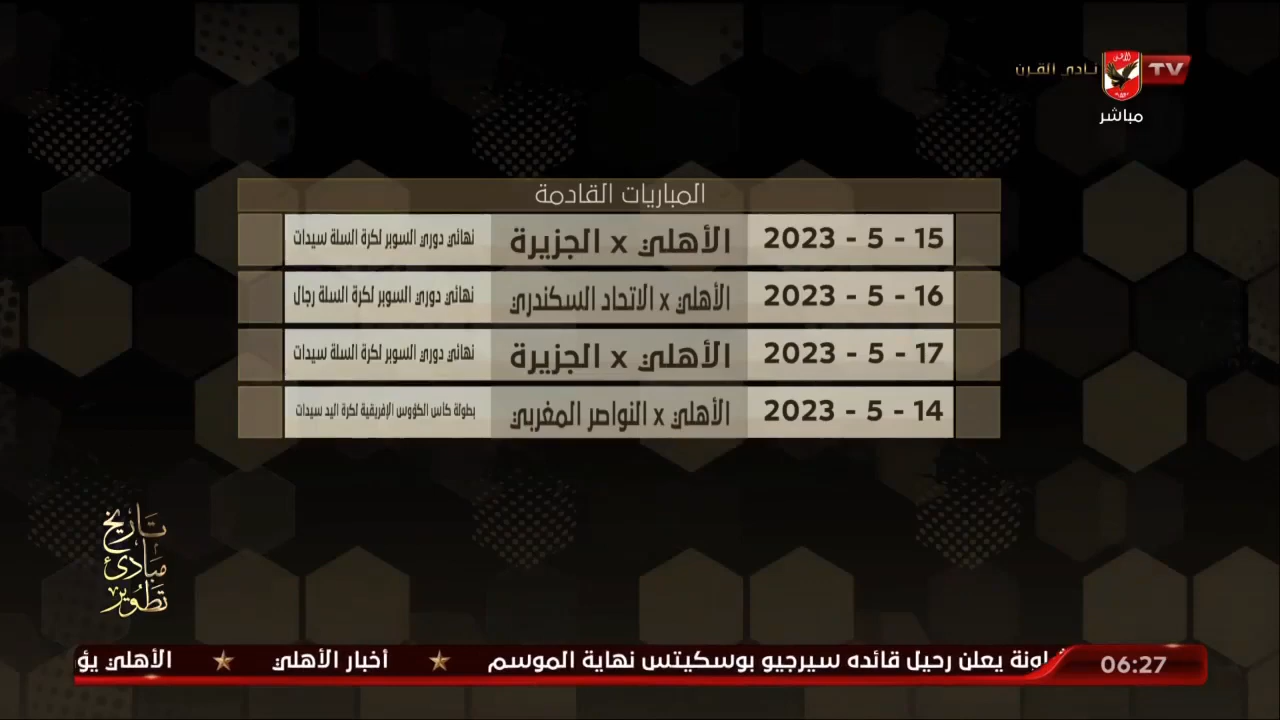 نادي القرن
TV
مباشر
المباريات القادمة
15 - 5 - 2023 الأهلي x الجزيرة نهائي دوري السوبر لكرة السلة سيدات
16 - 5 - 2023 الأهلي x الاتحاد السكندري نهائي دوري السوبر لكرة السلة رجال
17 - 5 - 2023 الأهلي x الجزيرة نهائي دوري السوبر لكرة السلة سيدات
14 - 5 - 2023 الأهلي x النواصر المغربي بطولة كأس الكؤوس الإفريقية لكرة اليد سيدات
تاريخ
مبادئ
تطوير
06:27 يعلن رحيل قائده سيرجيو بوسكيتس نهاية الموسم أخبار الأهلي الأهلي